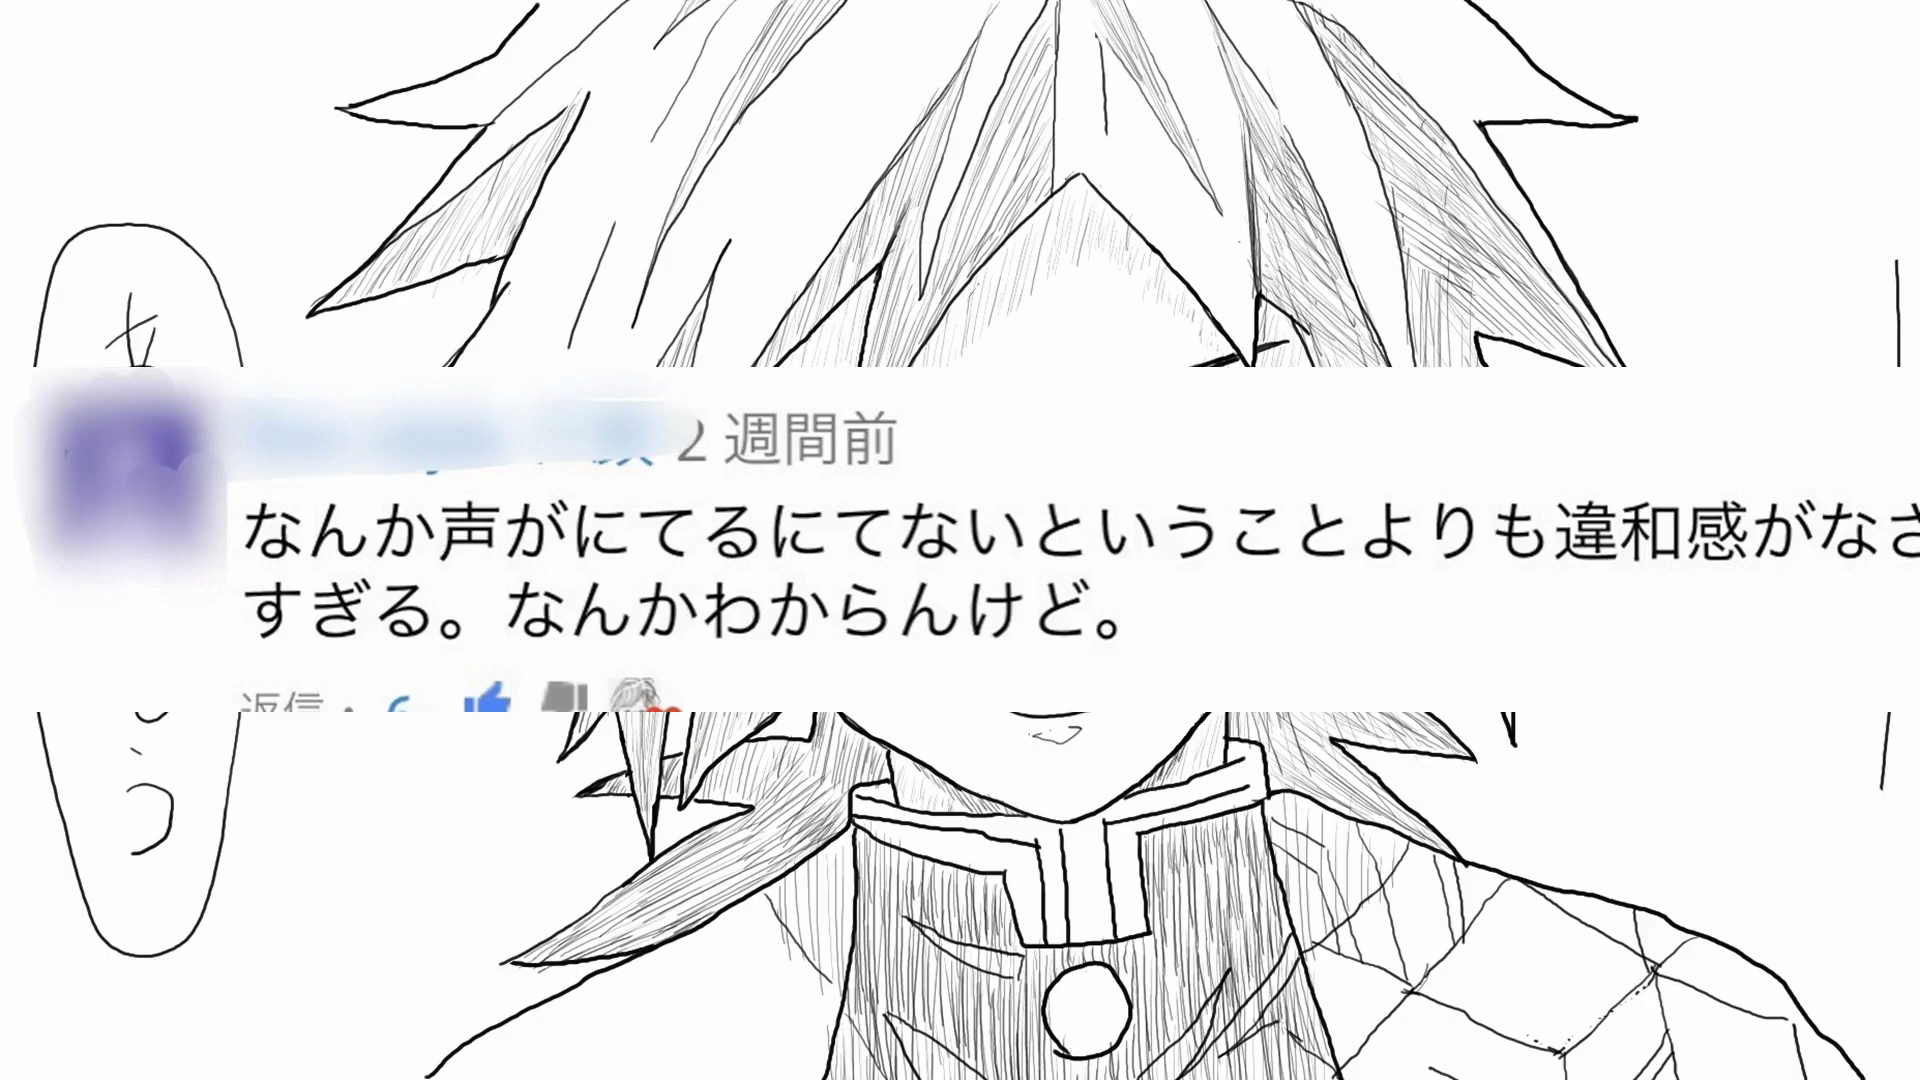 2 週間前
なんか声がにてるにてないということよりも違和感がなさ
すぎる。なんかわからんけど。
返信